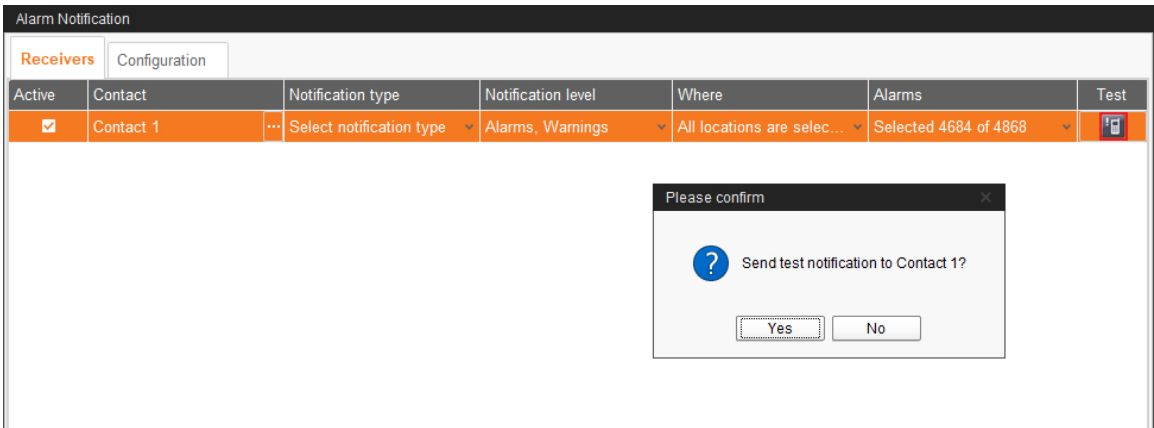 Alarm Notification
Receivers Configuration
Active Contact Notification type Notification level Where Alarms Test
Contact 1 ... Select notification type Alarms, Warnings All locations are selec... Selected 4684 of 4868
Please confirm
? Send test notification to Contact 1?
Yes No